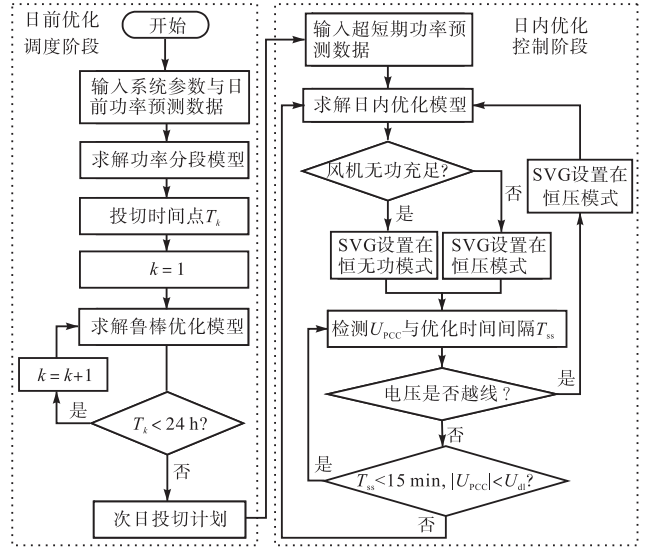 日前优化
调度阶段
开始
输入系统参数与日
前功率预测数据
求解功率分段模型
投切时间点Tk
k=1
求解鲁棒优化模型
k=k+1
是
Tk<24 h?
否
次日投切计划
日内优化
控制阶段
输入超短期功率预
测数据
求解日内优化模型
风机无功充足?
是
否
SVG设置在
恒无功模式
SVG设置在
恒压模式
SVG设置在
恒压模式
检测UPCC与优化时间间隔Tss
电压是否越线?
是
否
Tss<15 min, |UPCC|<Udl?
是
否